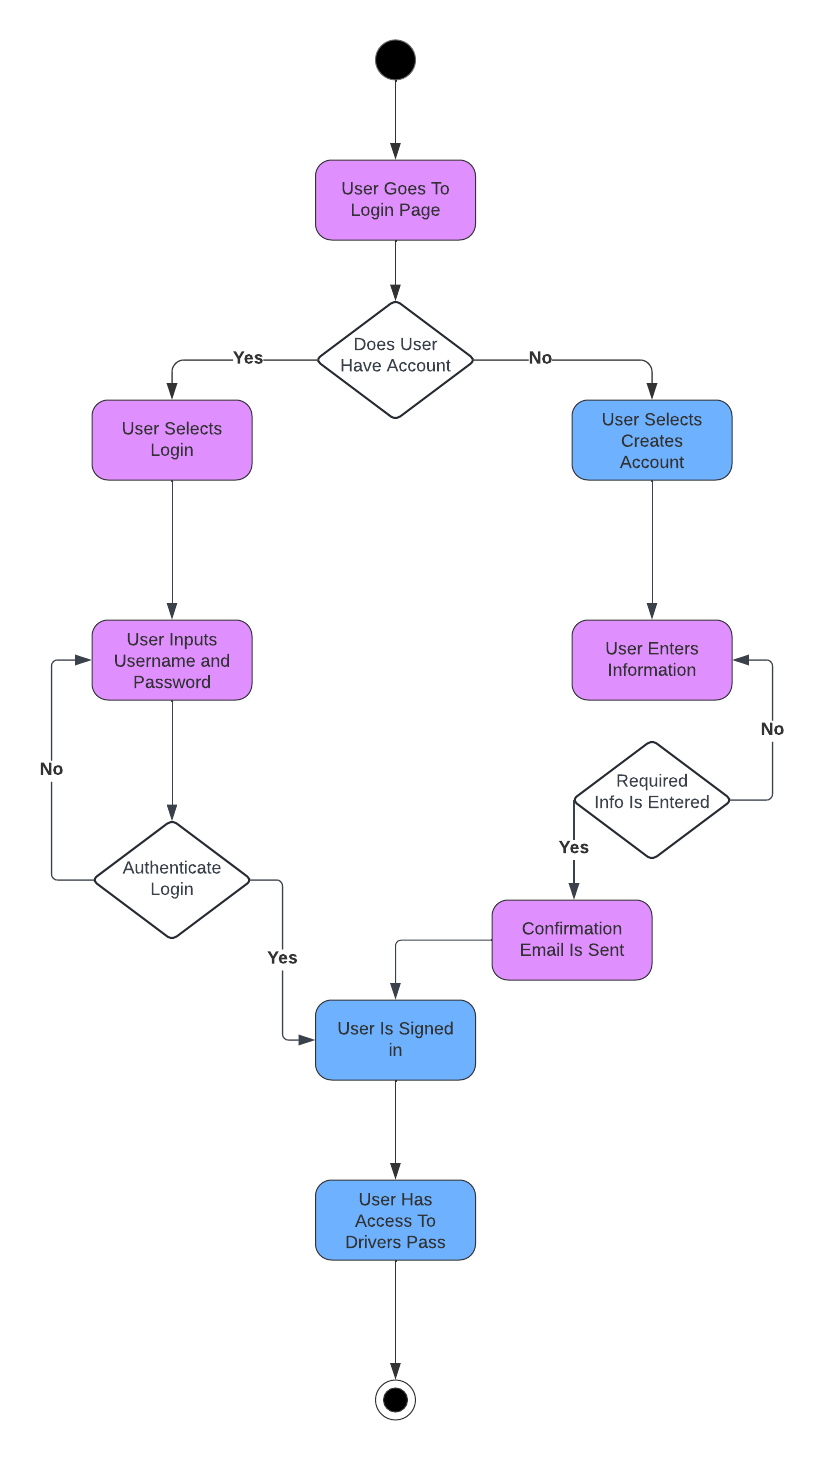 User Goes To
Login Page
Does User
Have Account
Yes
No
User Selects
Login
User Selects
Creates
Account
User Inputs
Username and
Password
User Enters
Information
No
No
Required
Info Is Entered
Yes
Authenticate
Login
Confirmation
Email Is Sent
Yes
User Is Signed
in
User Has
Access To
Drivers Pass